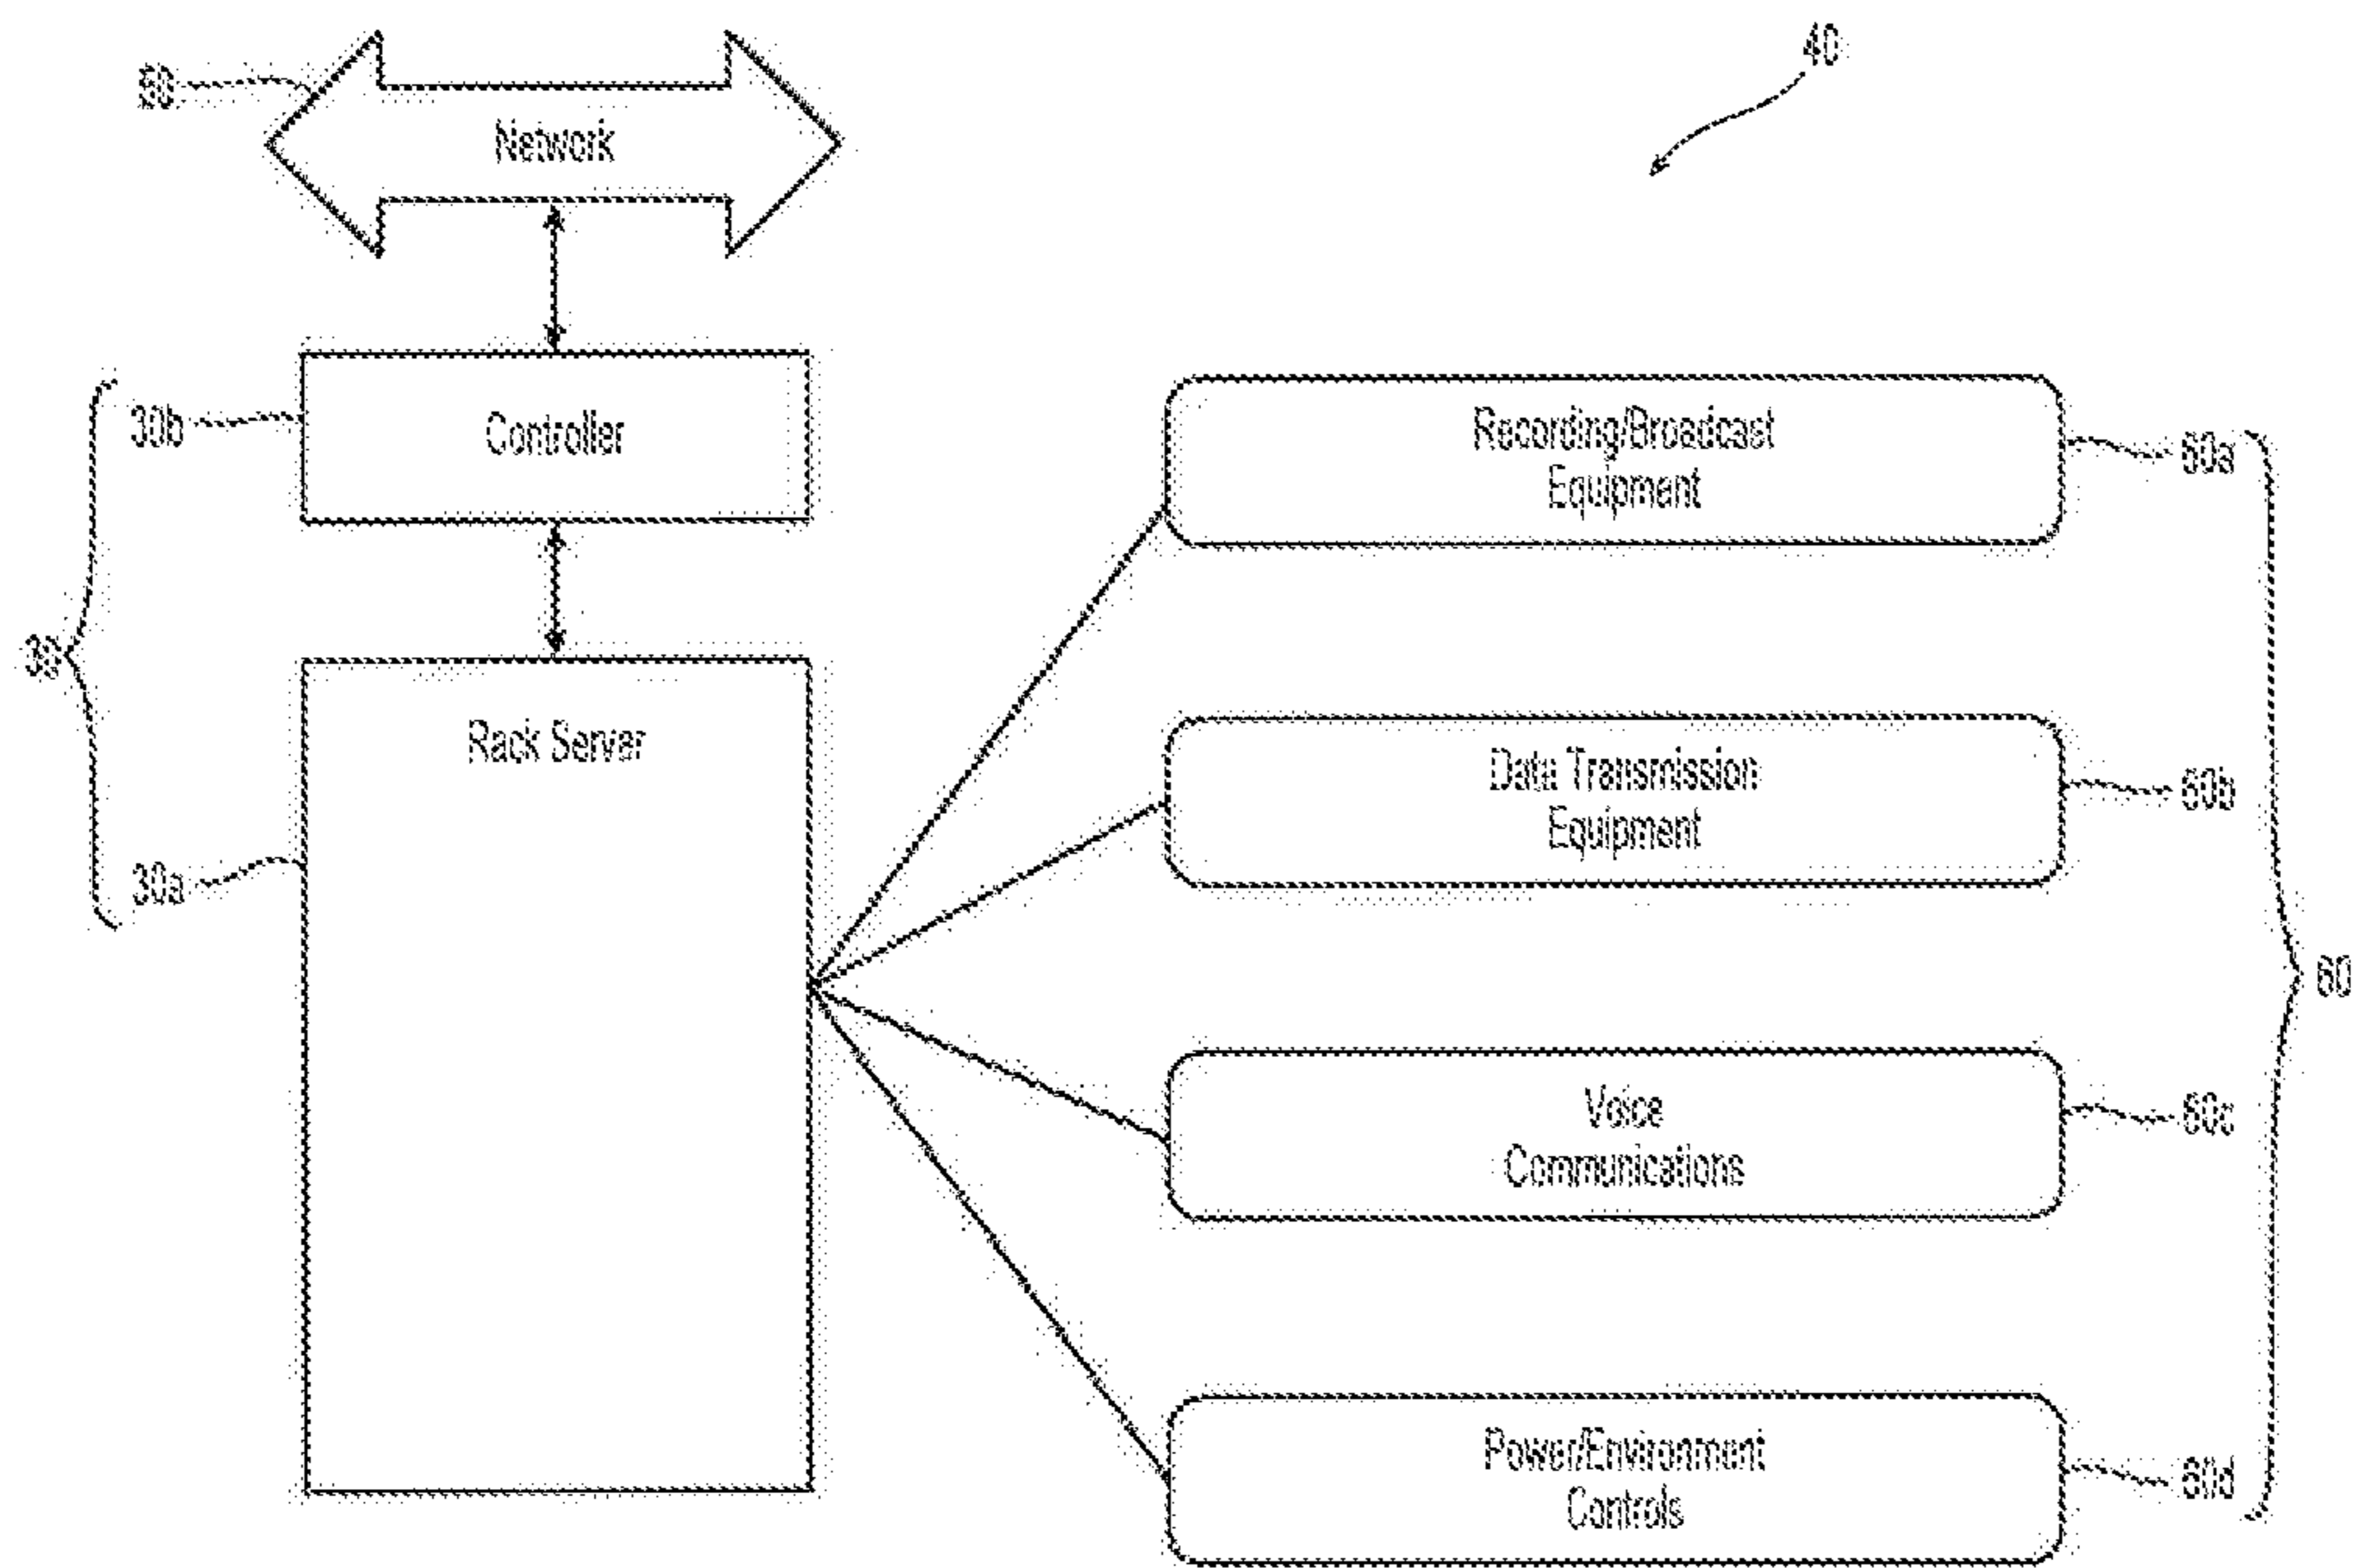 40
Network
30b
Controller
Recording/Broadcast
Equipment
60a
30
Rack Server
Data Transmission
Equipment
60b
30a
60
Voice
Communications
60c
Power/Environment
Controls
60d